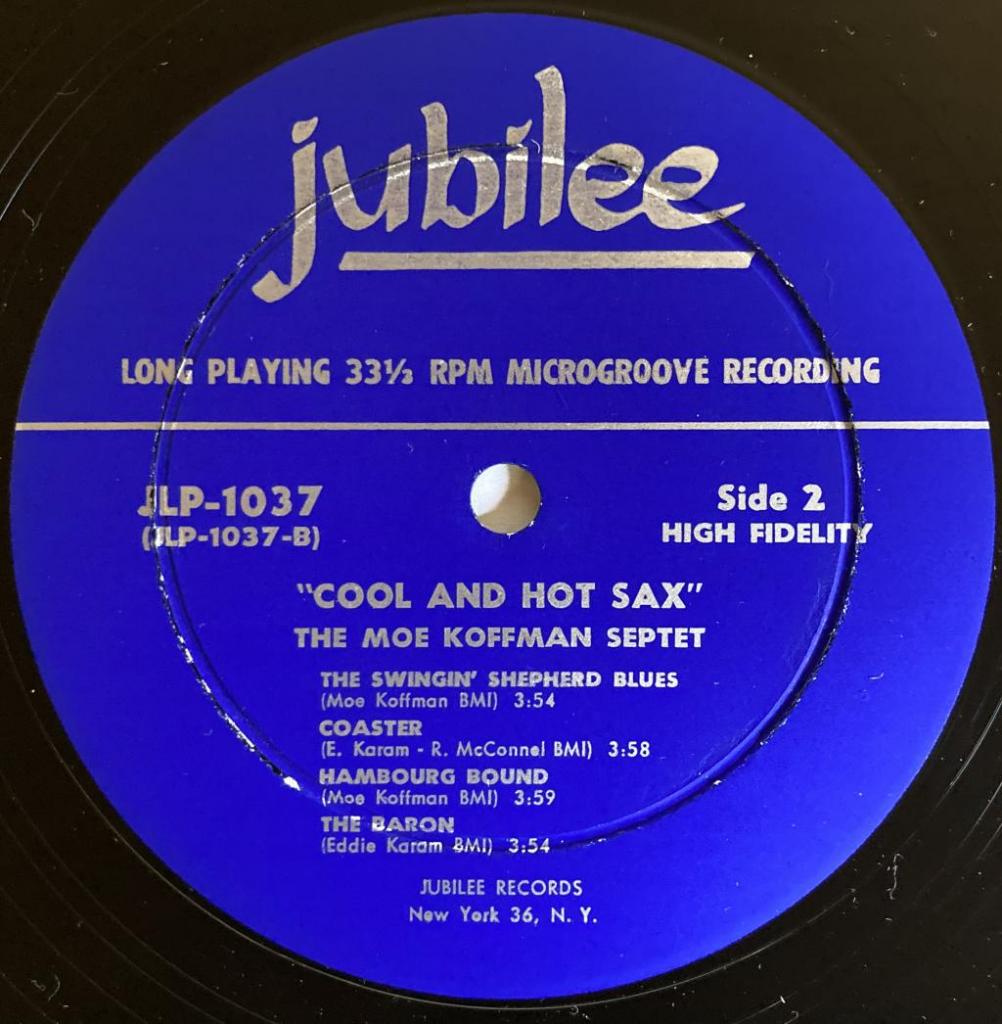 jubilee
LONG PLAYING 33⅓ RPM MICROGROOVE RECORDING
JLP-1037
(JLP-1037-B)
Side 2
HIGH FIDELITY
"COOL AND HOT SAX"
THE MOE KOFFMAN SEPTET
THE SWINGIN' SHEPHERD BLUES
(Moe Koffman BMI) 3:54
COASTER
(E. Karam - R. McConnel BMI) 3:58
HAMBOURG BOUND
(Moe Koffman BMI) 3:59
THE BARON
(Eddie Karam BMI) 3:54
JUBILEE RECORDS
New York 36, N. Y.